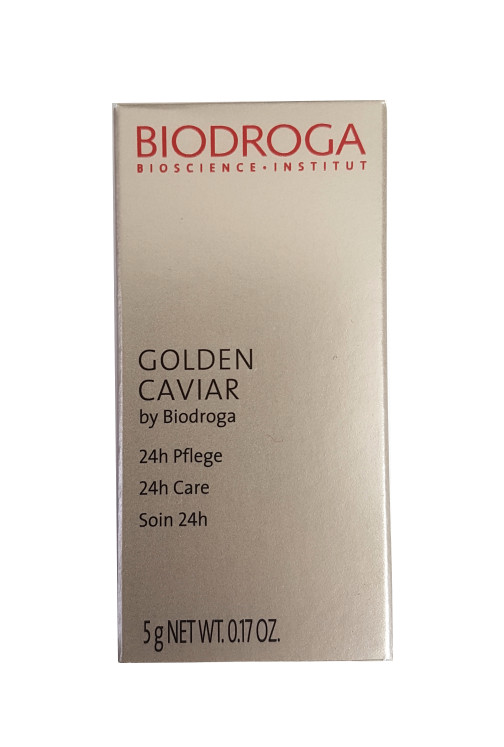 BIODROGA
BIOSCIENCE • INSTITUT
GOLDEN
CAVIAR
by Biodroga
24h Pflege
24h Care
Soin 24h
5 g NET WT. 0.17 OZ.